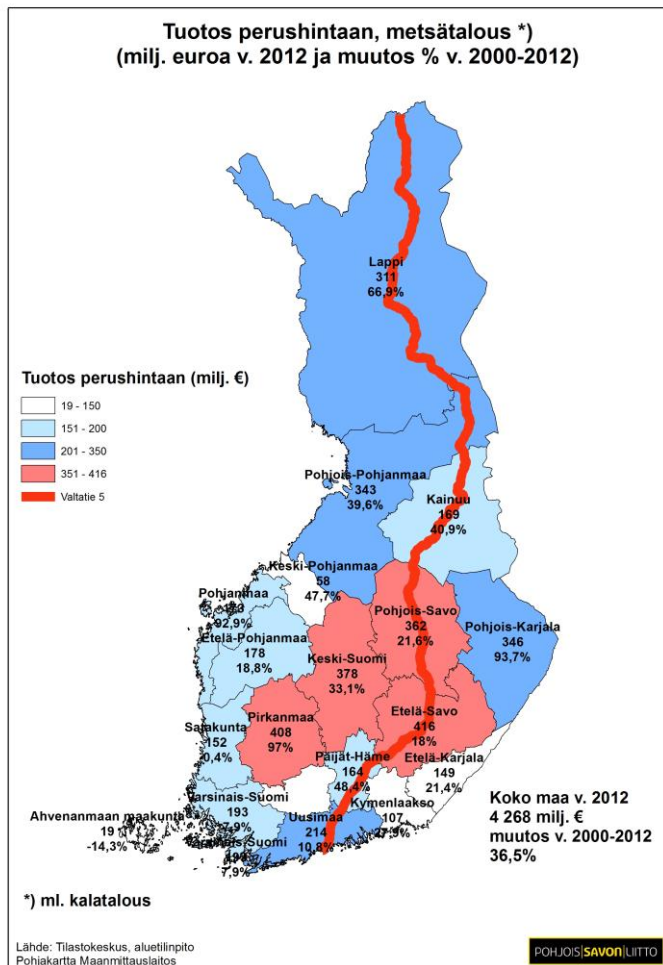 Tuotos perushintaan, metsätalous *)
(milj. euroa v. 2012 ja muutos % v. 2000-2012)
Lappi
311
66,9%
Tuotos perushintaan (milj. €)
19 - 150
151 - 200
201 - 350
351 - 416
Valtatie 5
Pohjois-Pohjanmaa
343
39,6%
Kainuu
169
40,9%
Keski-Pohjanmaa
58
47,7%
Pohjanmaa
92,9%
Etelä-Pohjanmaa
178
18,8%
Pohjois-Savo
362
21,6%
Pohjois-Karjala
346
93,7%
Keski-Suomi
378
33,1%
Pirkanmaa
408
97%
Etelä-Savo
416
18%
Satakunta
152
0,4%
Päijät-Häme
164
48,4%
Etelä-Karjala
149
21,4%
Varsinais-Suomi
193
7,9%
Kymenlaakso
107
Uusimaa
214
10,8%
Ahvenanmaan maakunta
19
-14,3%
Varsinais-Suomi
7,9%
Koko maa v. 2012
4 268 milj. €
muutos v. 2000-2012
36,5%
*) ml. kalatalous
Lähde: Tilastokeskus, aluetilinpito
Pohjakartta Maanmittauslaitos
POHJOIS SAVON LIITTO